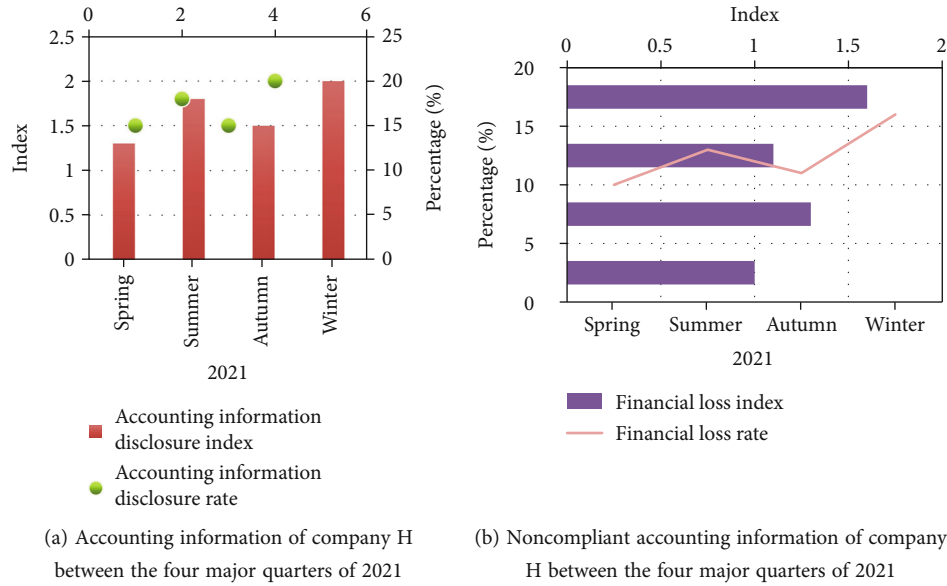 0 2 4 6
2.5 25
2 20
1.5 15
1 10
0.5 5
0 0
Index
Percentage (%)
Spring Summer Autumn Winter
2021
Accounting information
disclosure index
Accounting information
disclosure rate
(a) Accounting information of company H
between the four major quarters of 2021
Index
0 0.5 1 1.5 2
20
15
10
5
0
Percentage (%)
Spring Summer Autumn Winter
2021
Financial loss index
Financial loss rate
(b) Noncompliant accounting information of company
H between the four major quarters of 2021